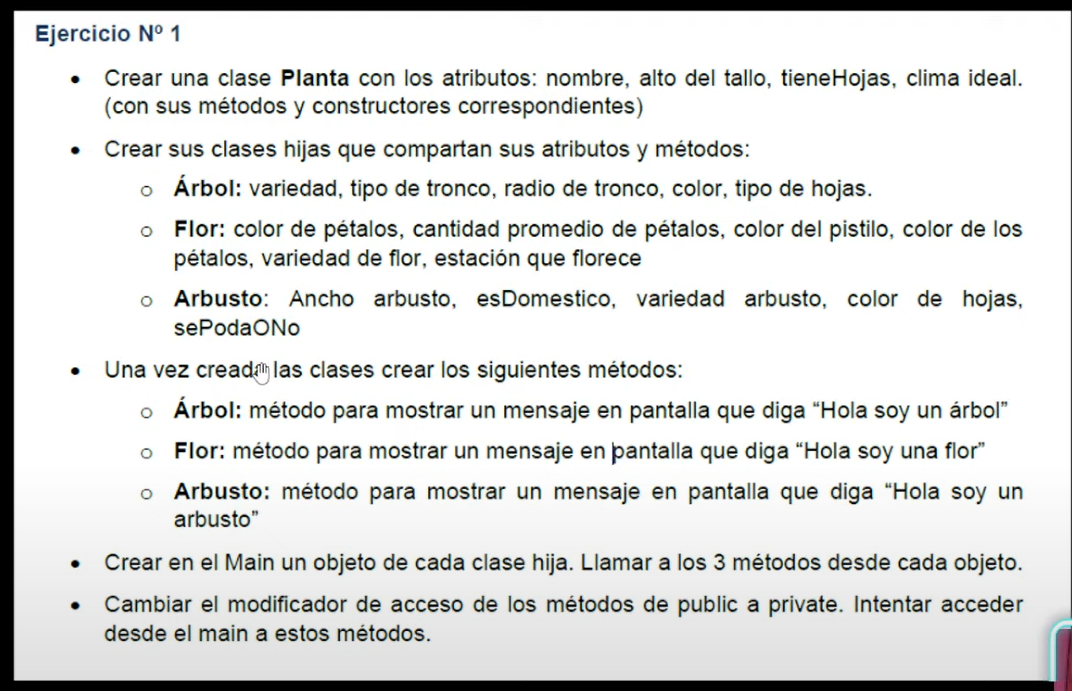 Ejercicio Nº 1
• Crear una clase Planta con los atributos: nombre, alto del tallo, tieneHojas, clima ideal.
(con sus métodos y constructores correspondientes)
• Crear sus clases hijas que compartan sus atributos y métodos:
o Árbol: variedad, tipo de tronco, radio de tronco, color, tipo de hojas.
o Flor: color de pétalos, cantidad promedio de pétalos, color del pistilo, color de los
pétalos, variedad de flor, estación que florece
o Arbusto: Ancho arbusto, esDomestico, variedad arbusto, color de hojas,
sePodaONo
• Una vez las clases crear los siguientes métodos:
o Árbol: método para mostrar un mensaje en pantalla que diga “Hola soy un árbol”
o Flor: método para mostrar un mensaje en pantalla que diga “Hola soy una flor”
o Arbusto: método para mostrar un mensaje en pantalla que diga “Hola soy un
arbusto”
• Crear en el Main un objeto de cada clase hija. Llamar a los 3 métodos desde cada objeto.
• Cambiar el modificador de acceso de los métodos de public a private. Intentar acceder
desde el main a estos métodos.